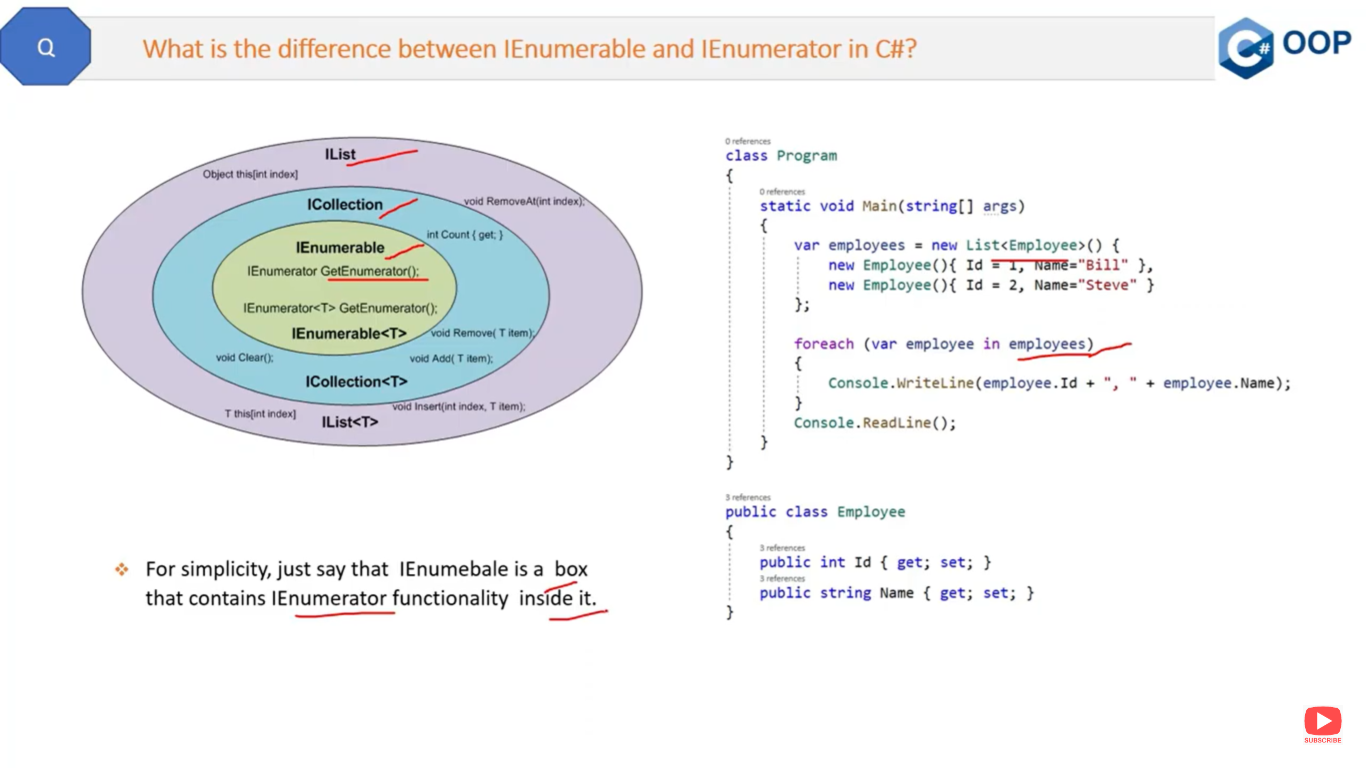 Q
What is the difference between IEnumerable and IEnumerator in C#?
C# OOP
IList
Object this[int index]
ICollection
void RemoveAt(int index);
int Count { get; }
IEnumerable
IEnumerator GetEnumerator();
IEnumerator<T> GetEnumerator();
IEnumerable<T>
void Remove( T item);
void Clear();
void Add( T item);
ICollection<T>
void Insert(int index, T item);
T this[int index]
IList<T>
For simplicity, just say that IEnumebale is a box
that contains IEnumerator functionality inside it.
0 references
class Program
{
0 references
static void Main(string[] args)
{
var employees = new List<Employee>() {
new Employee(){ Id = 1, Name="Bill" },
new Employee(){ Id = 2, Name="Steve" }
};
foreach (var employee in employees)
{
Console.WriteLine(employee.Id + ", " + employee.Name);
}
Console.ReadLine();
}
}
3 references
public class Employee
{
3 references
public int Id { get; set; }
3 references
public string Name { get; set; }
}
SUBSCRIBE